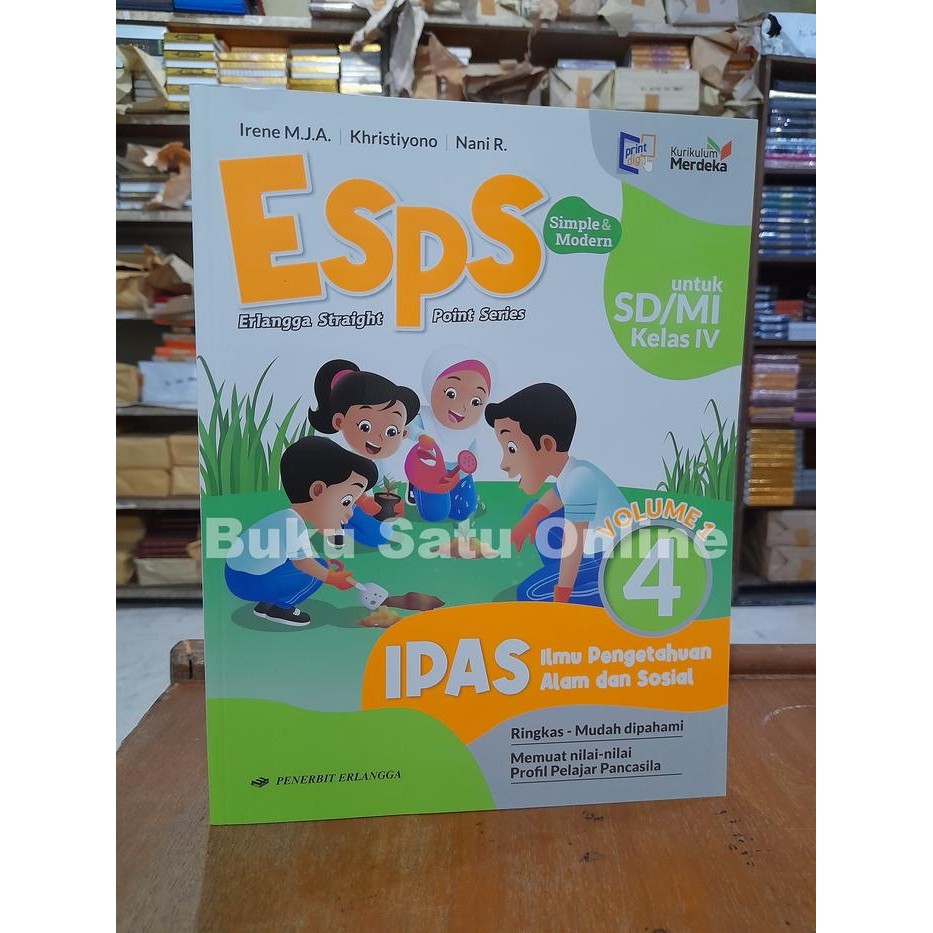 Irene M.J.A. | Khristiyono | Nani R.
print
digi
Kurikulum
Merdeka
ESpS
Simple &
Modern
Erlangga Straight Point Series
untuk
SD/MI
Kelas IV
Buku Satu Online
VOLUME 1
4
IPAS
Ilmu Pengetahuan
Alam dan Sosial
Ringkas - Mudah dipahami
Memuat nilai-nilai
Profil Pelajar Pancasila
PENERBIT ERLANGGA